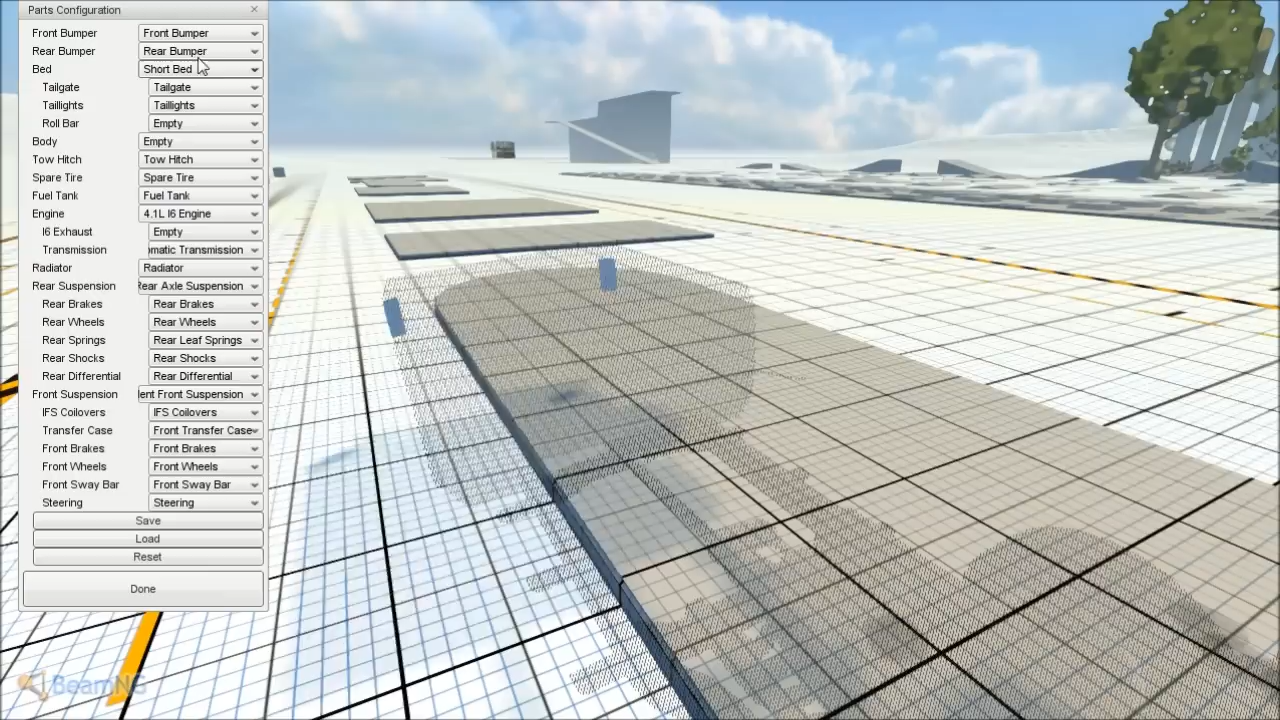 Parts Configuration
Front Bumper Front Bumper
Rear Bumper Rear Bumper
Bed Short Bed
Tailgate Tailgate
Taillights Taillights
Roll Bar Empty
Body Empty
Tow Hitch Tow Hitch
Spare Tire Spare Tire
Fuel Tank Fuel Tank
Engine 4.1L I6 Engine
I6 Exhaust Empty
Transmission omatic Transmission
Radiator Radiator
Rear Suspension Rear Axle Suspension
Rear Brakes Rear Brakes
Rear Wheels Rear Wheels
Rear Springs Rear Leaf Springs
Rear Shocks Rear Shocks
Rear Differential Rear Differential
Front Suspension ent Front Suspension
IFS Coilovers IFS Coilovers
Transfer Case Front Transfer Case
Front Brakes Front Brakes
Front Wheels Front Wheels
Front Sway Bar Front Sway Bar
Steering Steering
Save
Load
Reset
Done
BeamNG